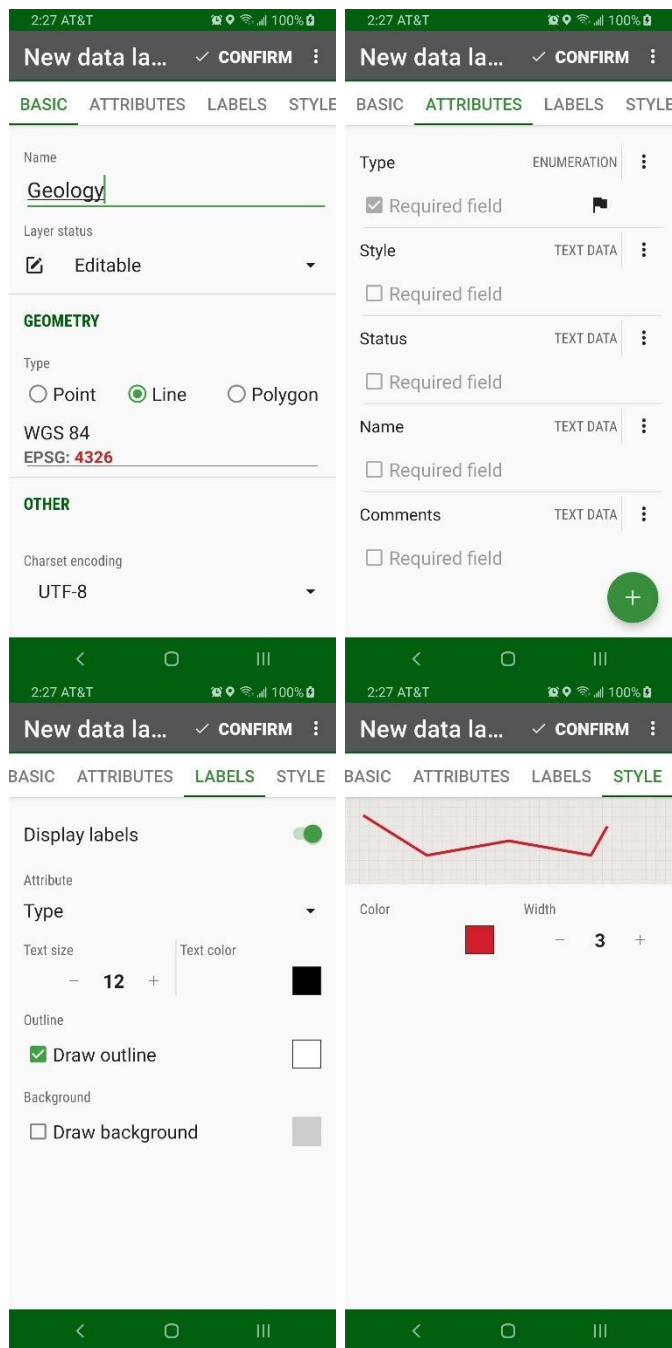 2:27 AT&T 100%
New data la... ✓ CONFIRM
BASIC ATTRIBUTES LABELS STYLE
Name
Geology
Layer status
Editable
GEOMETRY
Type
Point Line Polygon
WGS 84
EPSG: 4326
OTHER
Charset encoding
UTF-8
2:27 AT&T 100%
New data la... ✓ CONFIRM
BASIC ATTRIBUTES LABELS STYLE
Type ENUMERATION
Required field
Style TEXT DATA
Required field
Status TEXT DATA
Required field
Name TEXT DATA
Required field
Comments TEXT DATA
Required field
+
2:27 AT&T 100%
New data la... ✓ CONFIRM
BASIC ATTRIBUTES LABELS STYLE
Display labels
Attribute
Type
Text size Text color
− 12 +
Outline
Draw outline
Background
Draw background
2:27 AT&T 100%
New data la... ✓ CONFIRM
BASIC ATTRIBUTES LABELS STYLE
Color Width
− 3 +